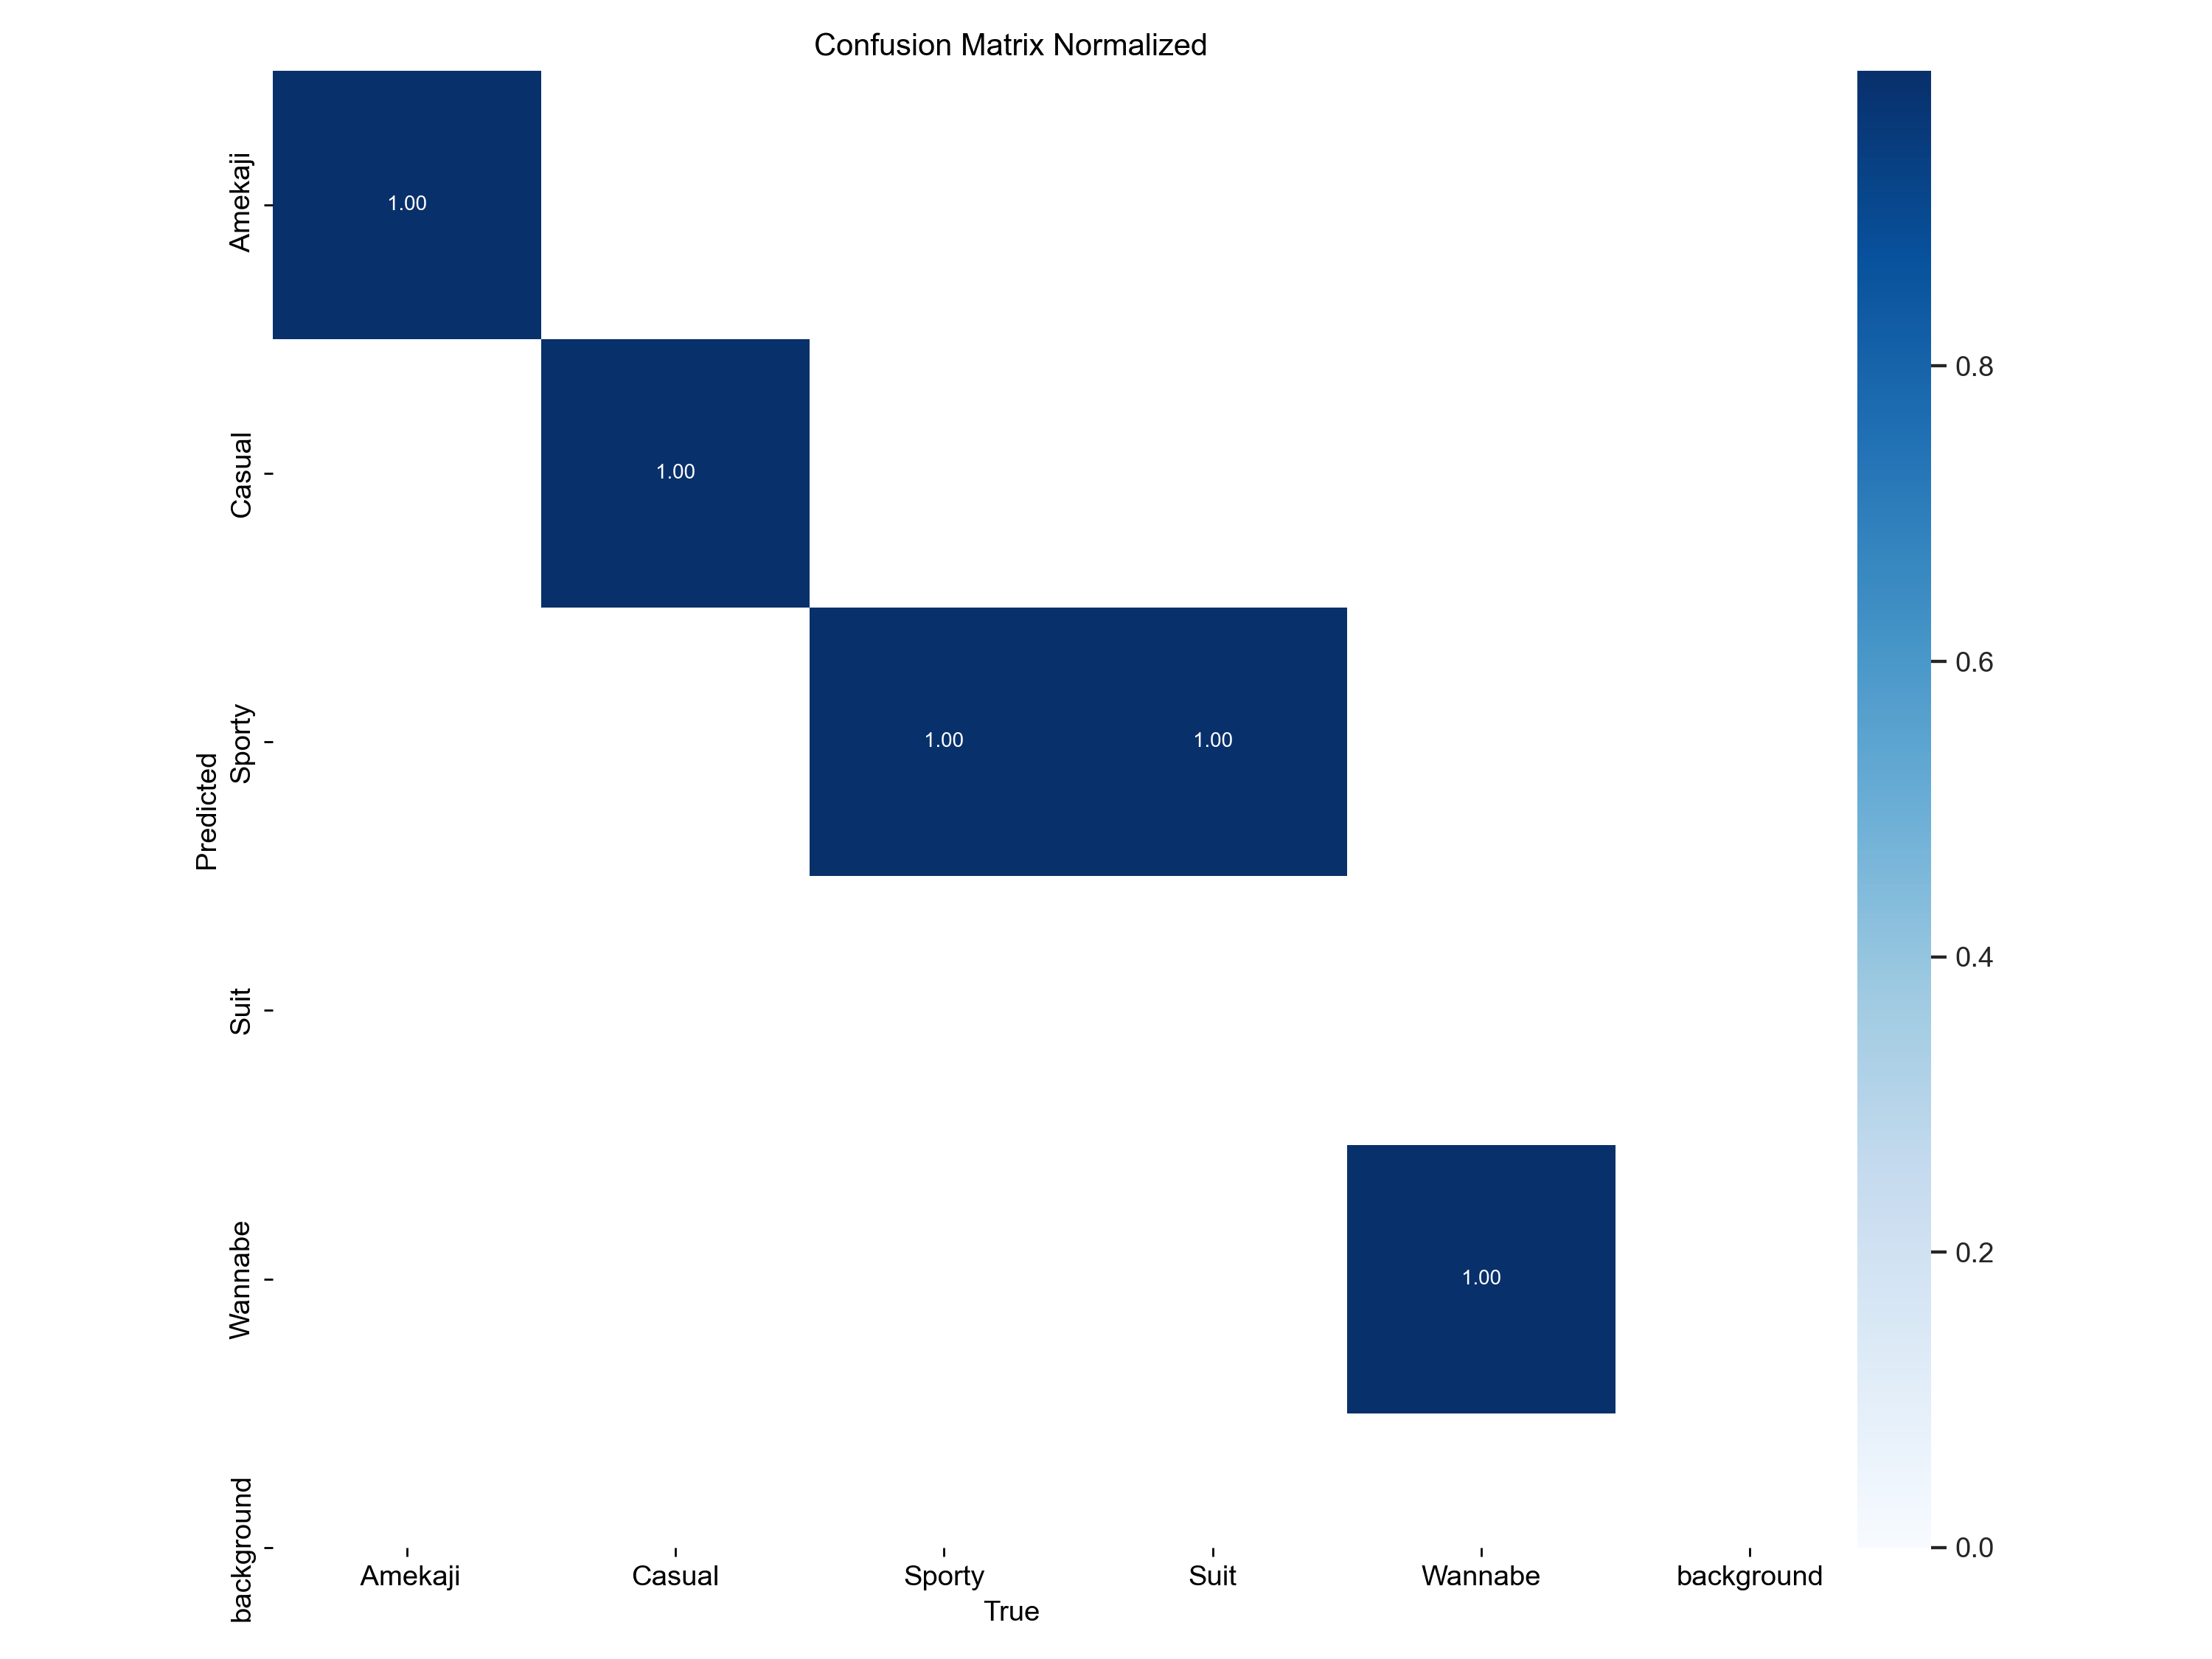 Confusion Matrix Normalized
Amekaji
Casual
Sporty
Suit
Wannabe
background
Predicted
1.00
1.00
1.00 1.00
1.00
Amekaji Casual Sporty Suit Wannabe background
True
0.8
0.6
0.4
0.2
0.0